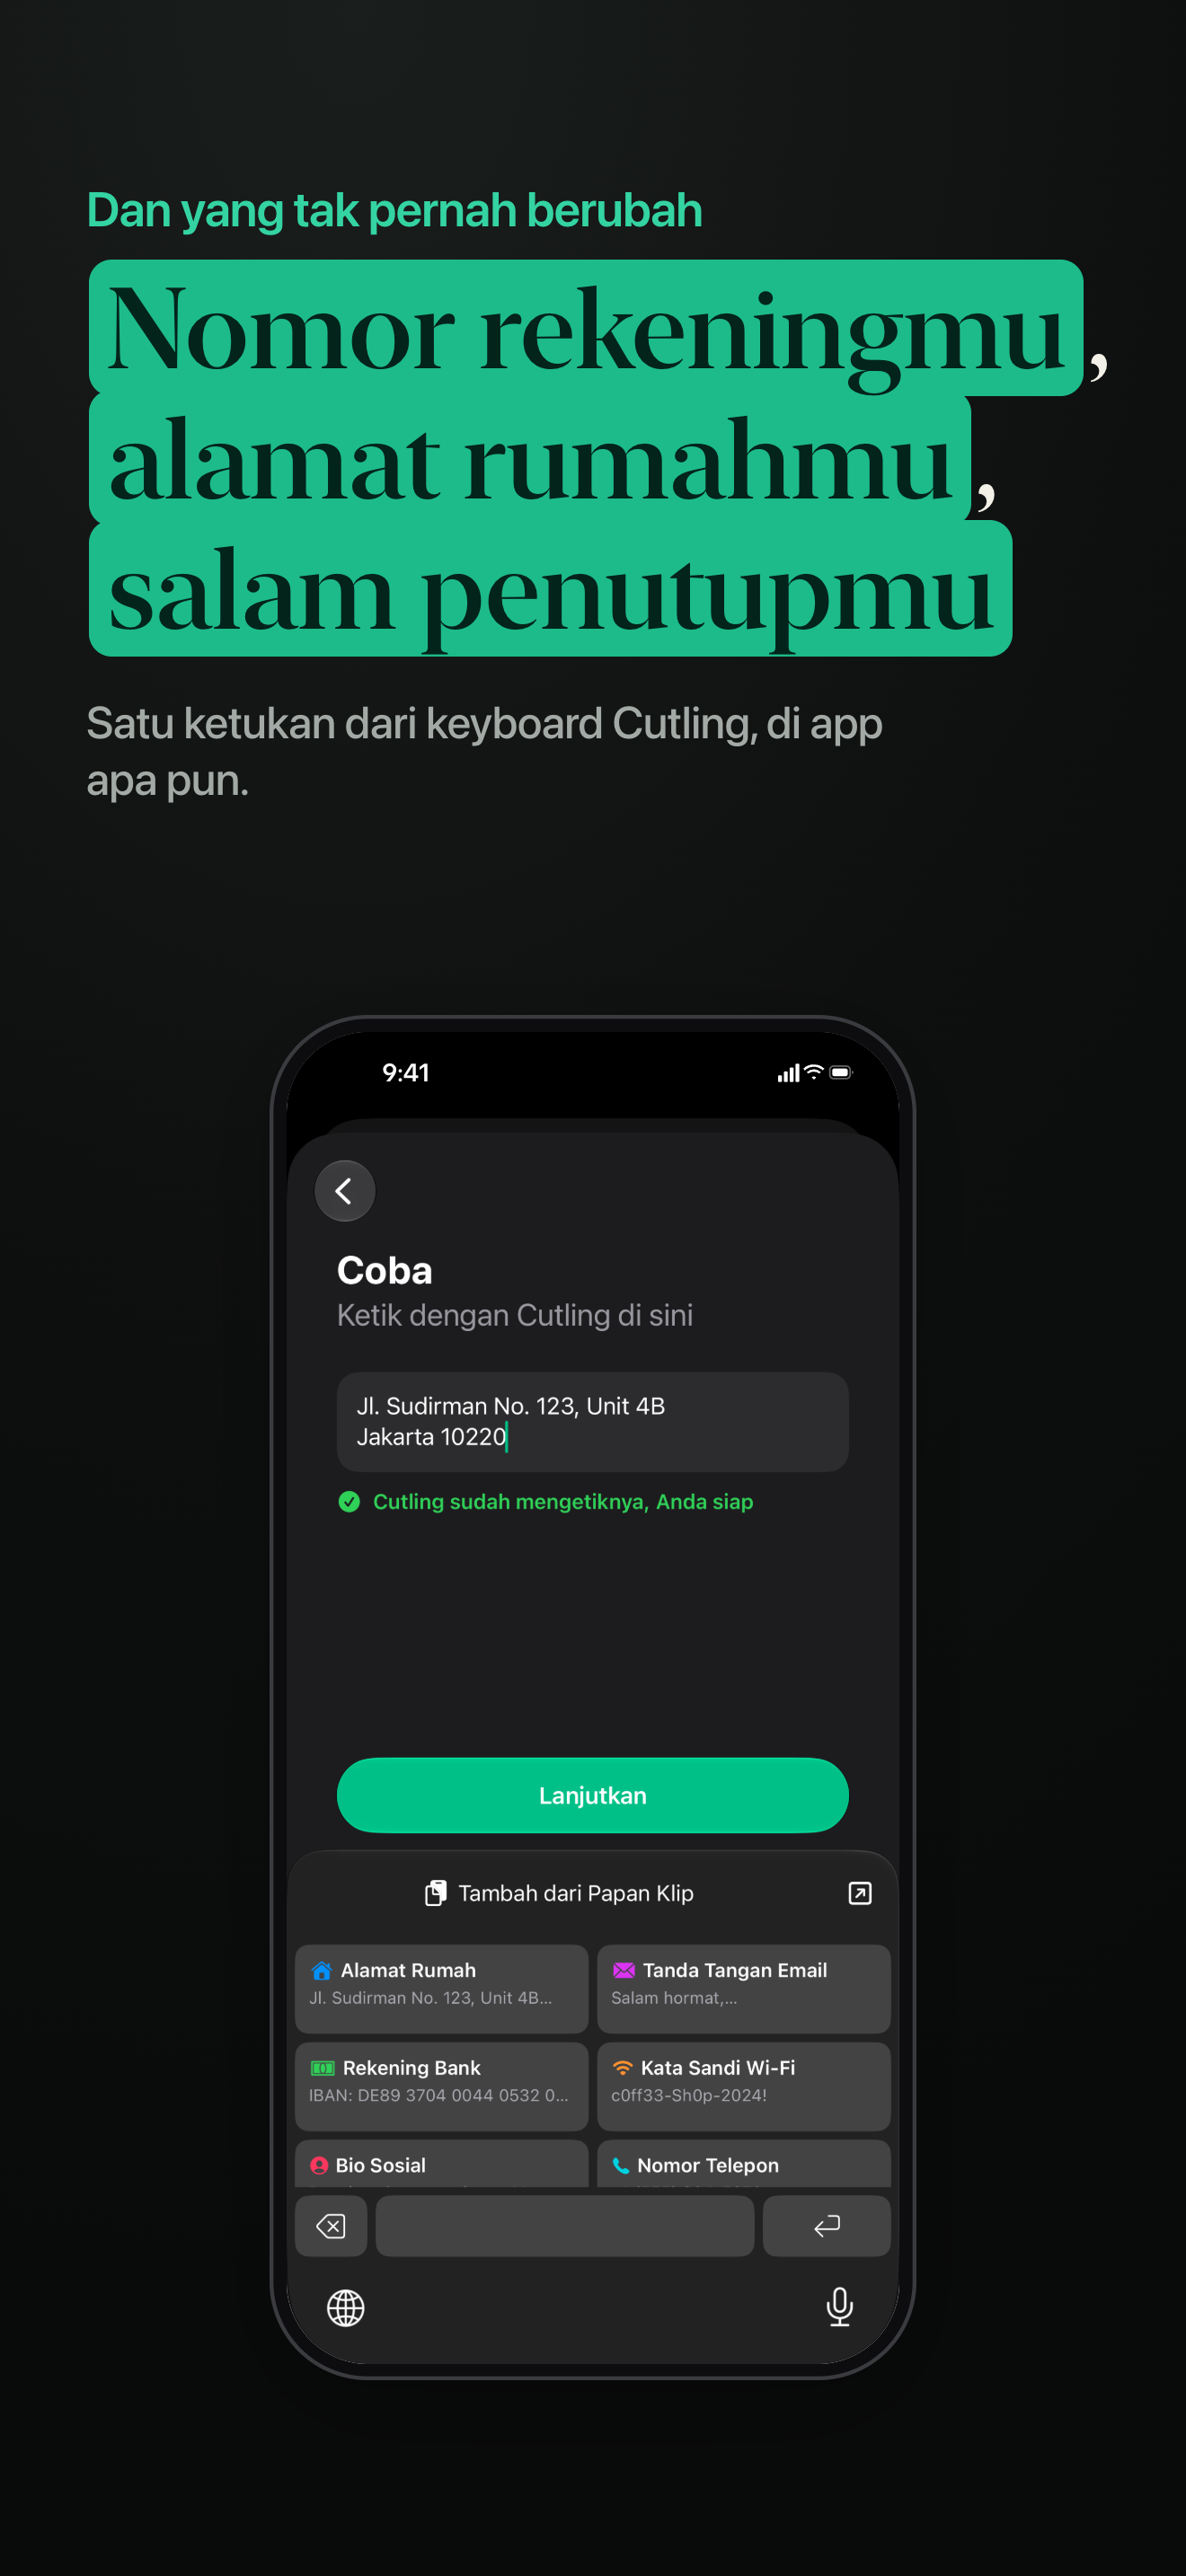 Dan yang tak pernah berubah
Nomor rekeningmu,
alamat rumahmu,
salam penutupmu
Satu ketukan dari keyboard Cutling, di app
apa pun.
9:41
Coba
Ketik dengan Cutling di sini
Jl. Sudirman No. 123, Unit 4B
Jakarta 10220
Cutling sudah mengetiknya, Anda siap
Lanjutkan
Tambah dari Papan Klip
Alamat Rumah
Jl. Sudirman No. 123, Unit 4B...
Tanda Tangan Email
Salam hormat,...
Rekening Bank
IBAN: DE89 3704 0044 0532 0...
Kata Sandi Wi-Fi
c0ff33-Sh0p-2024!
Bio Sosial
Nomor Telepon